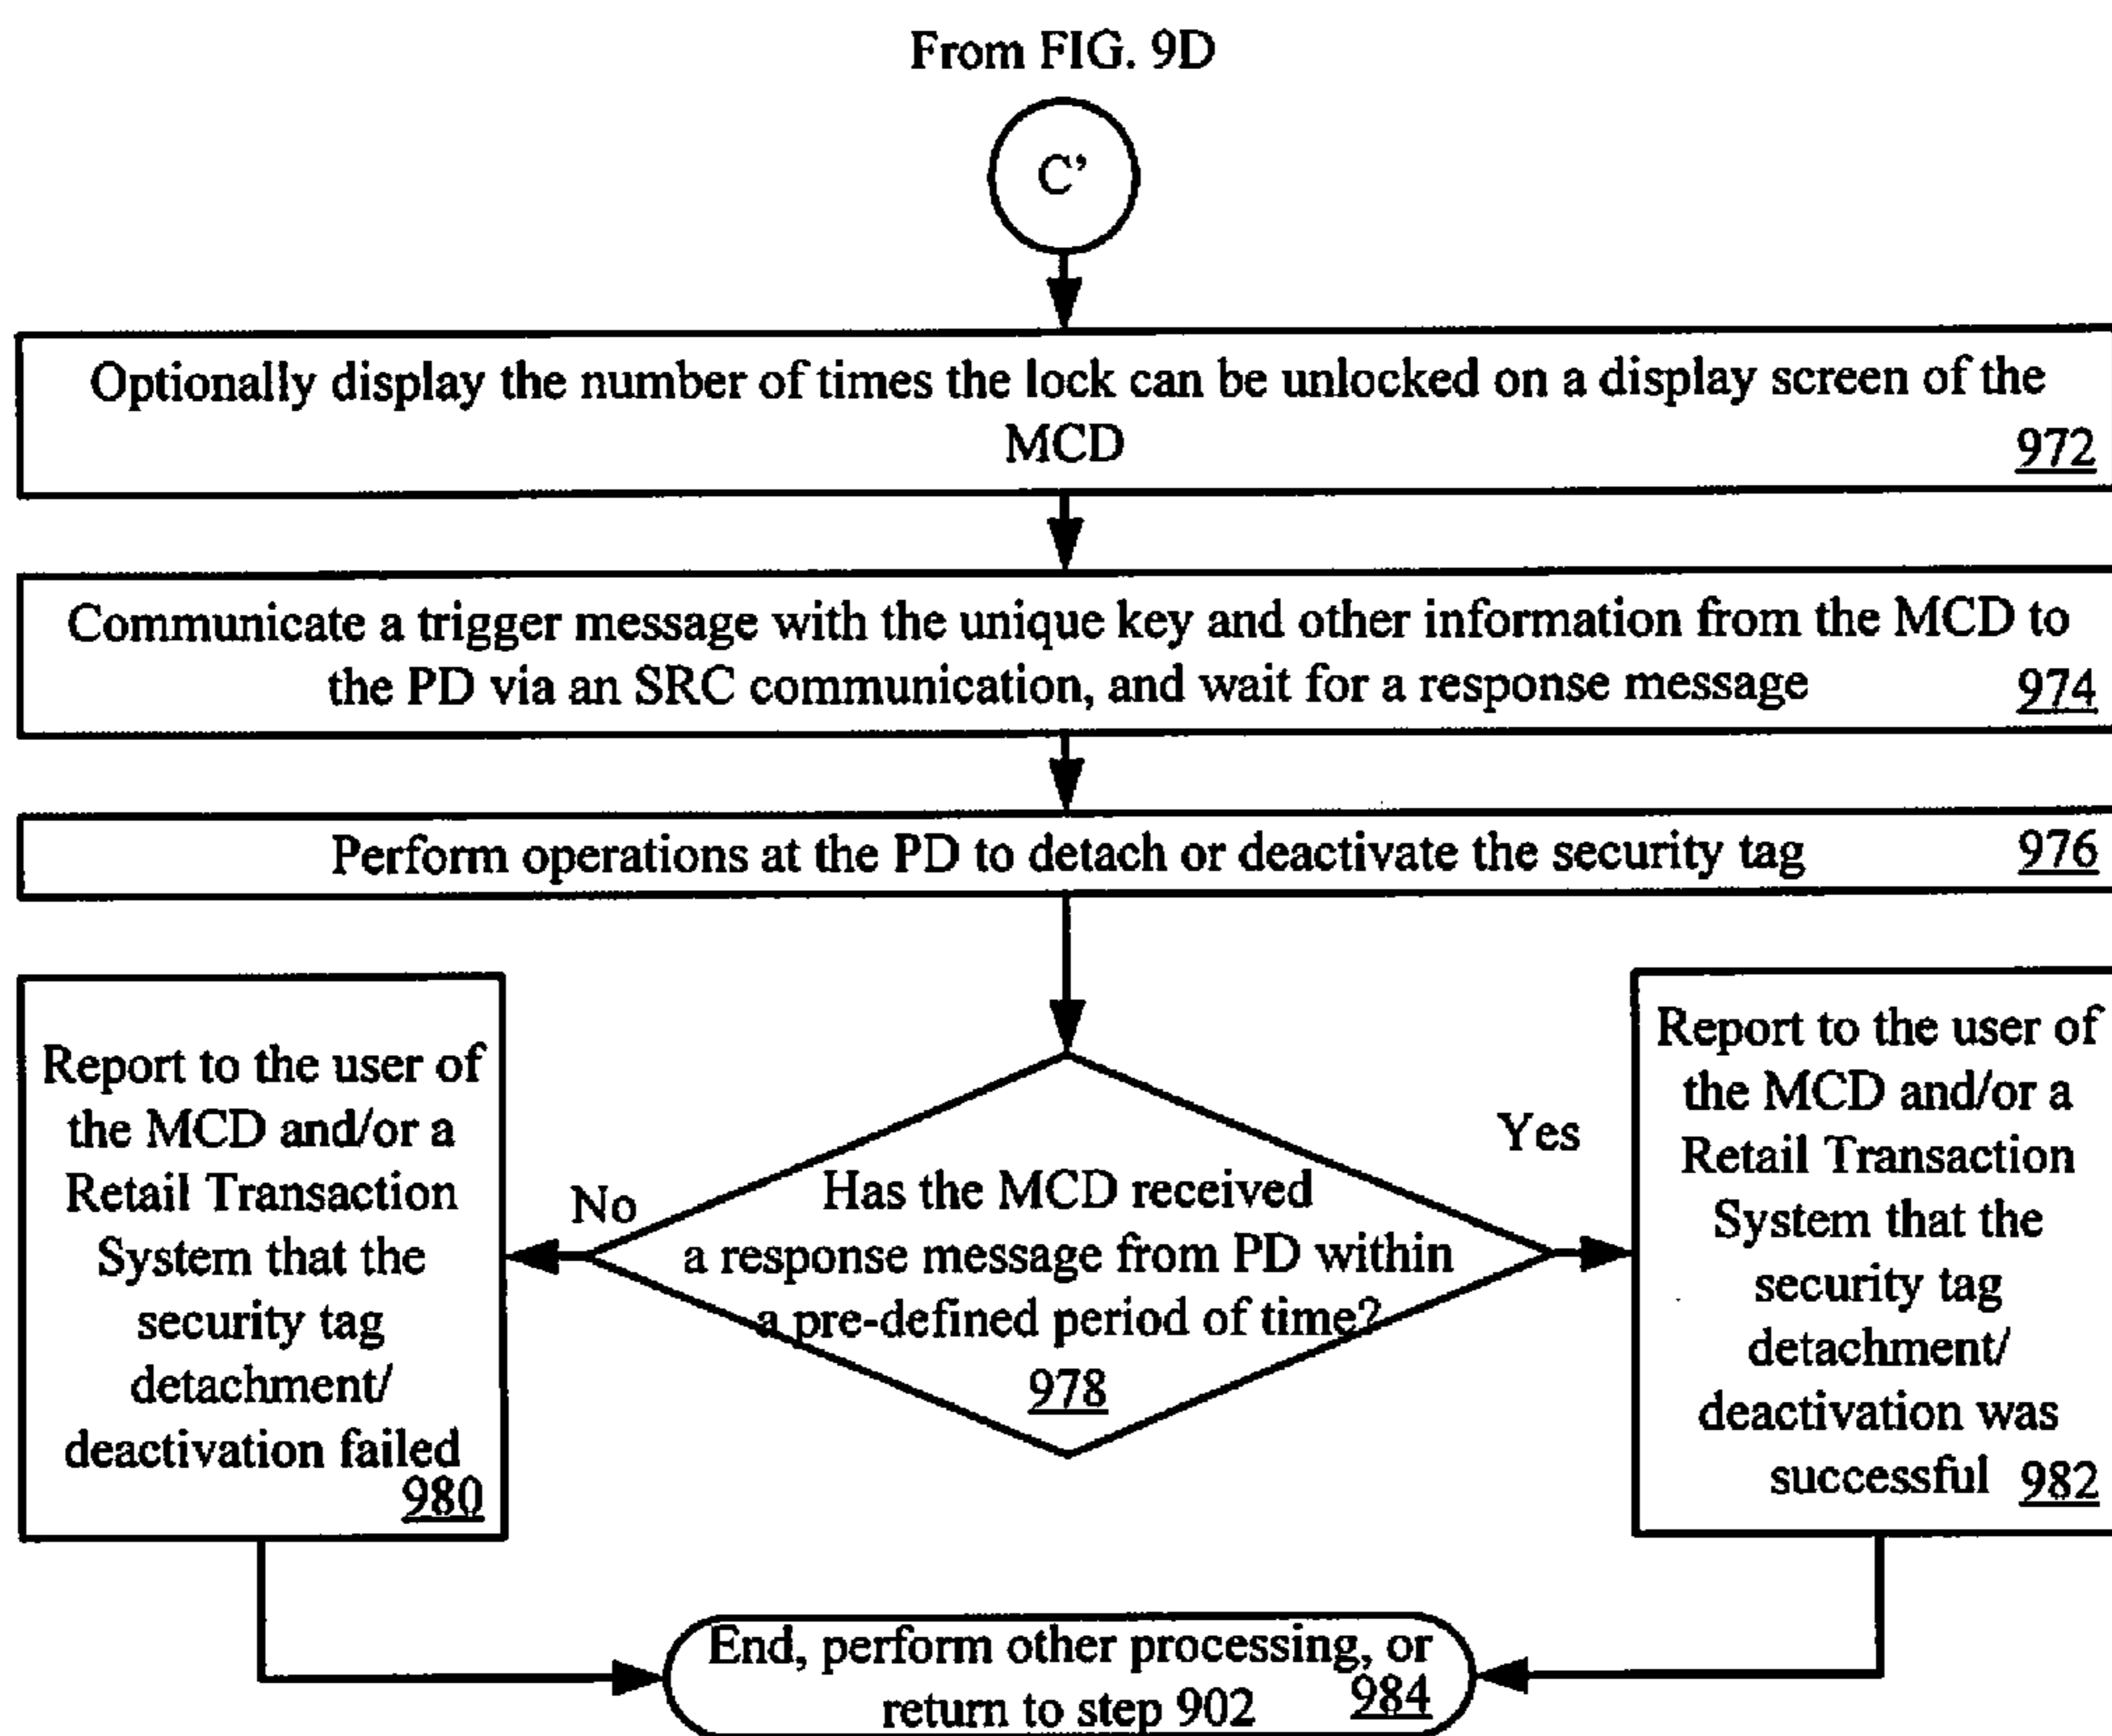 From FIG. 9D
C’
Optionally display the number of times the lock can be unlocked on a display screen of the
MCD
972
Communicate a trigger message with the unique key and other information from the MCD to
the PD via an SRC communication, and wait for a response message
974
Perform operations at the PD to detach or deactivate the security tag
976
Report to the user of
the MCD and/or a
Retail Transaction
System that the
security tag
detachment/
deactivation failed
980
No
Has the MCD received
a response message from PD within
a pre-defined period of time?
978
Yes
Report to the user of
the MCD and/or a
Retail Transaction
System that the
security tag
detachment/
deactivation was
successful 982
End, perform other processing, or
return to step 902
984